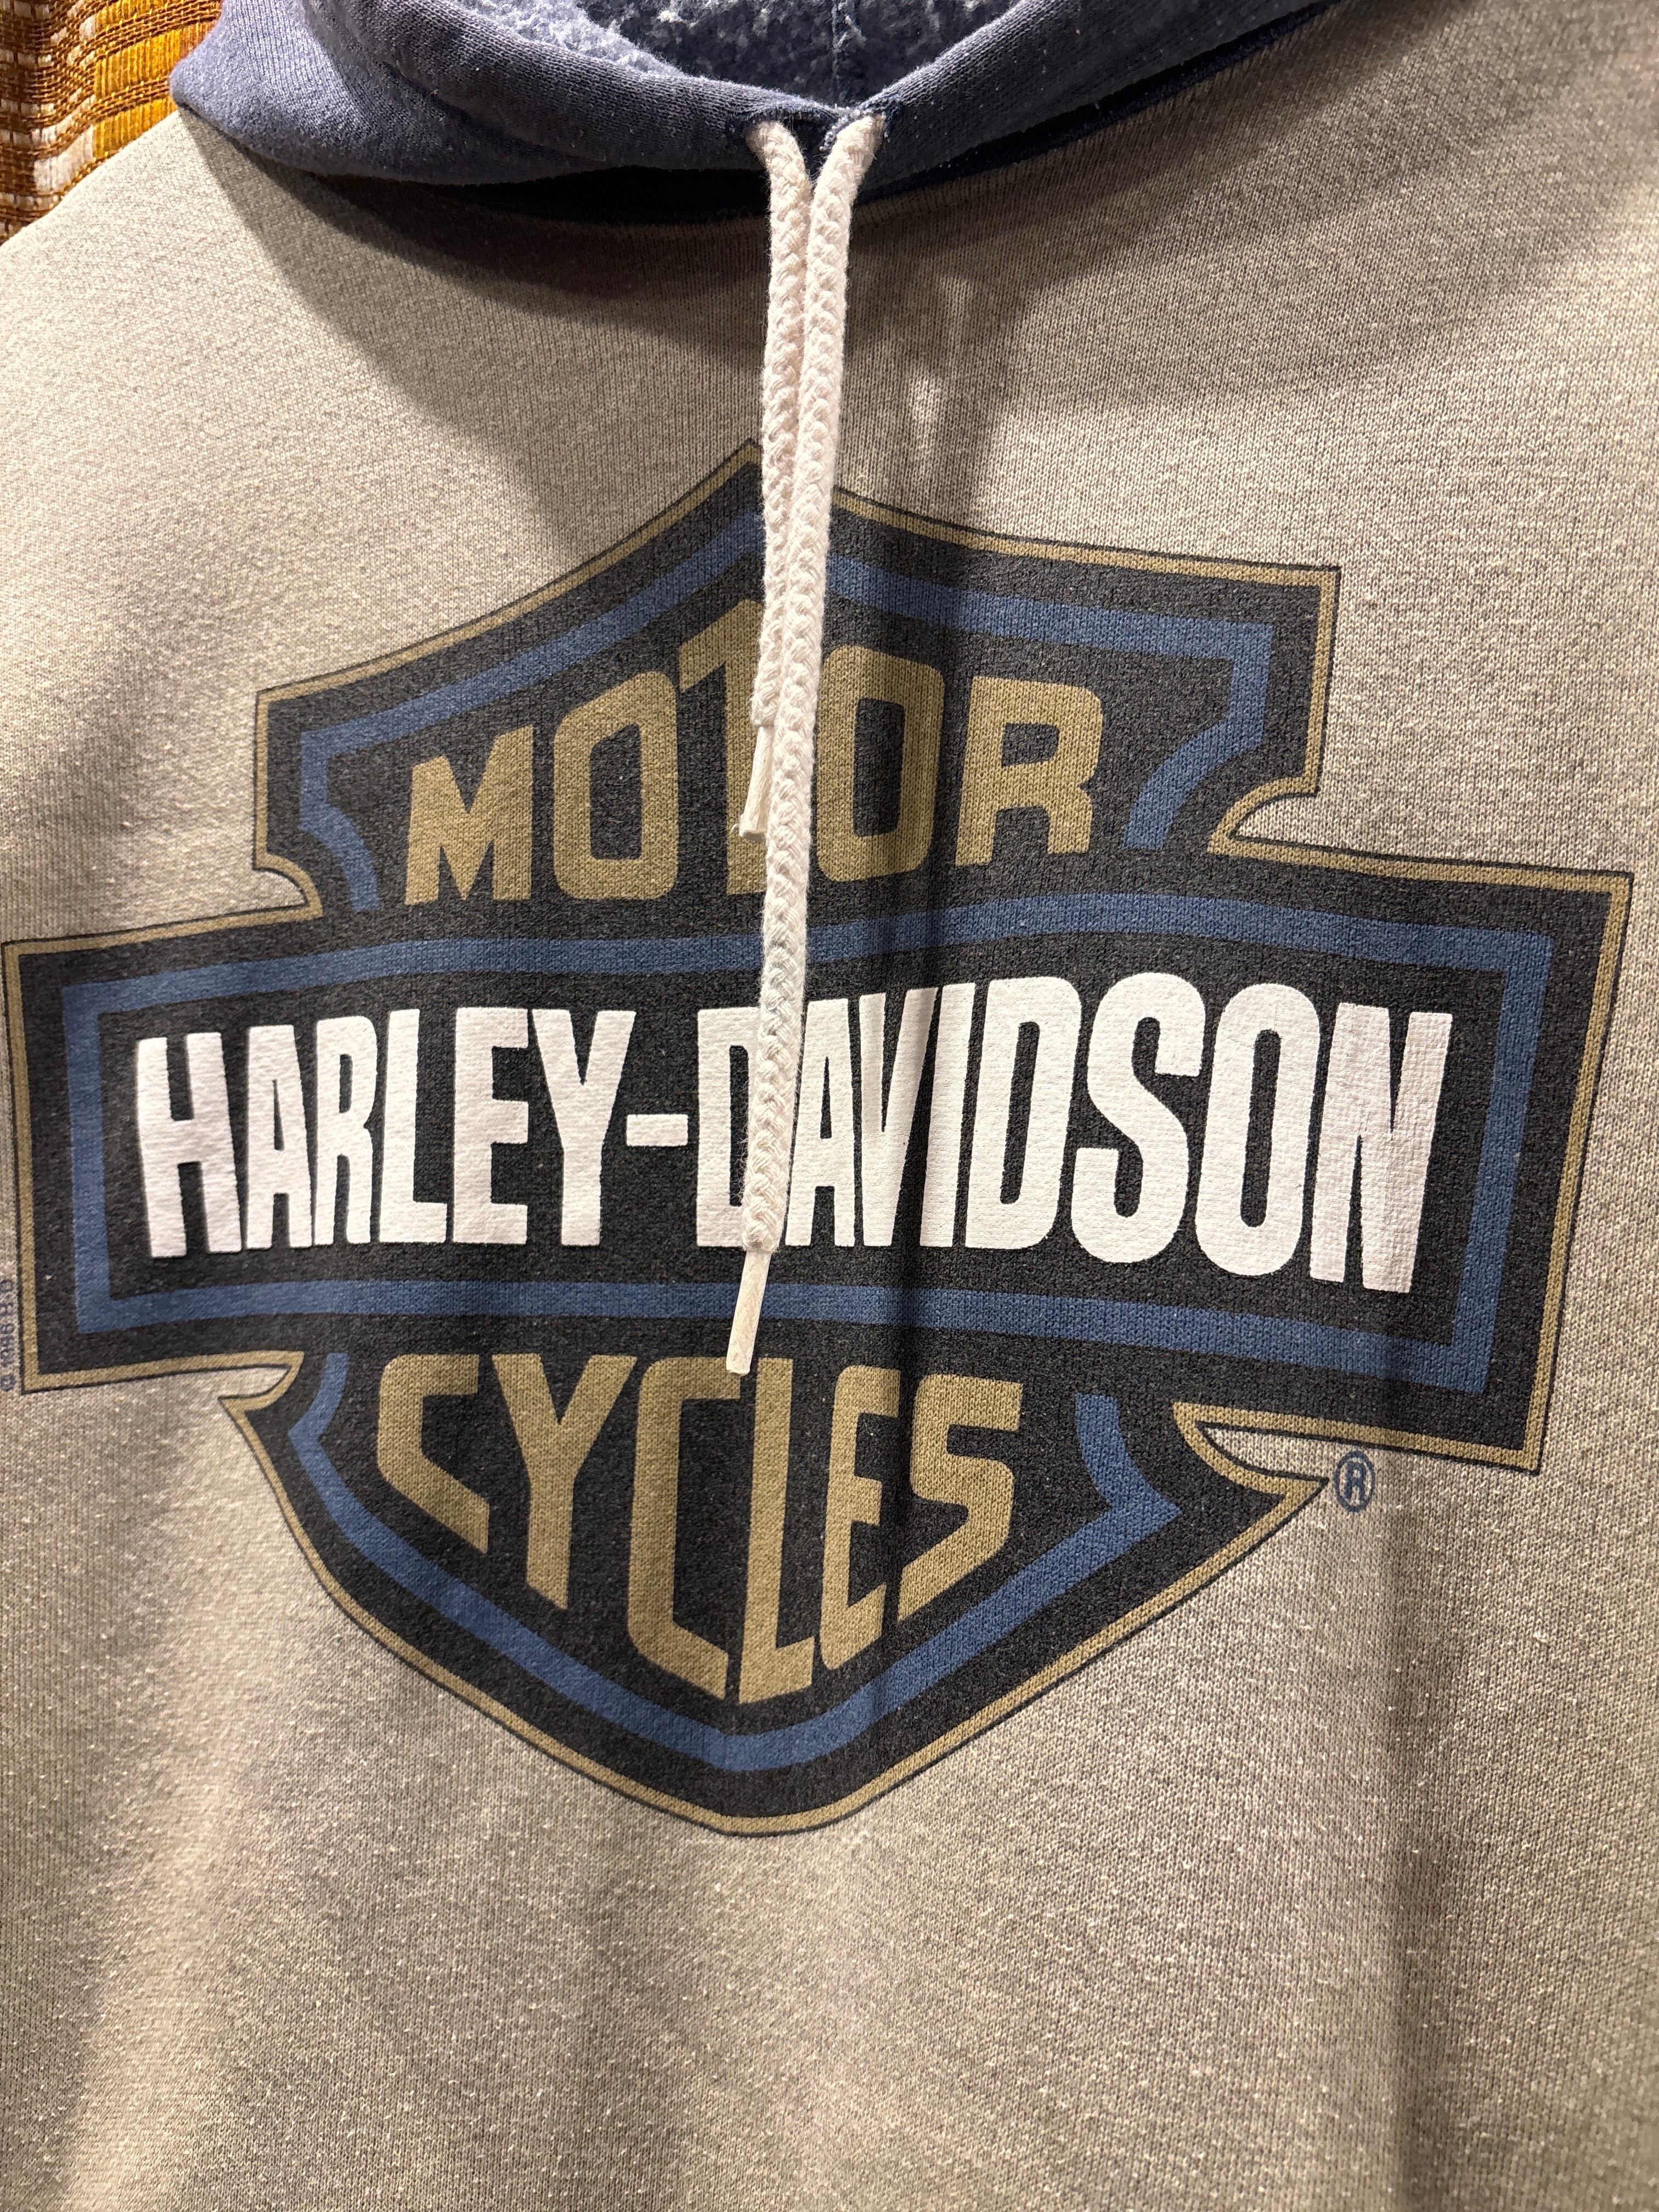 MOTOR
HARLEY-DAVIDSON
CYCLES
®